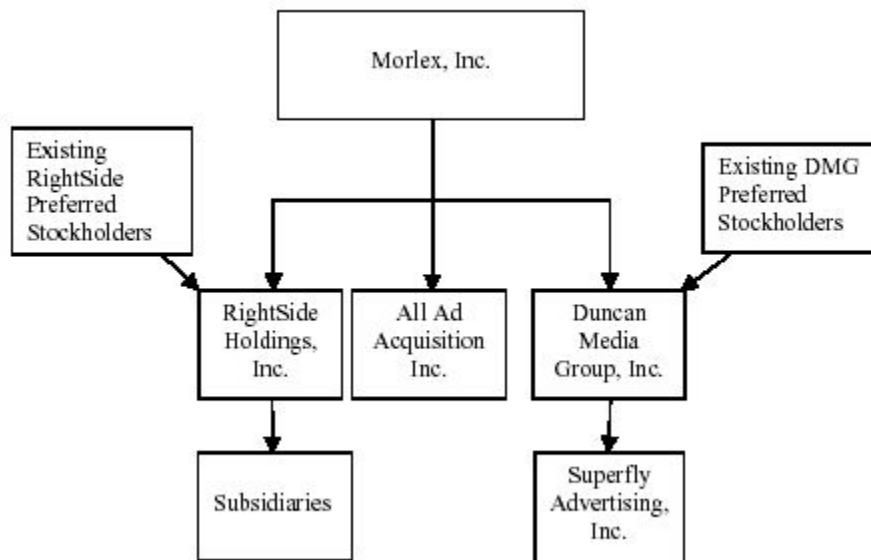 Morlex, Inc.
Existing
RightSide
Preferred
Stockholders
Existing DMG
Preferred
Stockholders
RightSide
Holdings,
Inc.
All Ad
Acquisition
Inc.
Duncan
Media
Group, Inc.
Subsidiaries
Superfly
Advertising,
Inc.